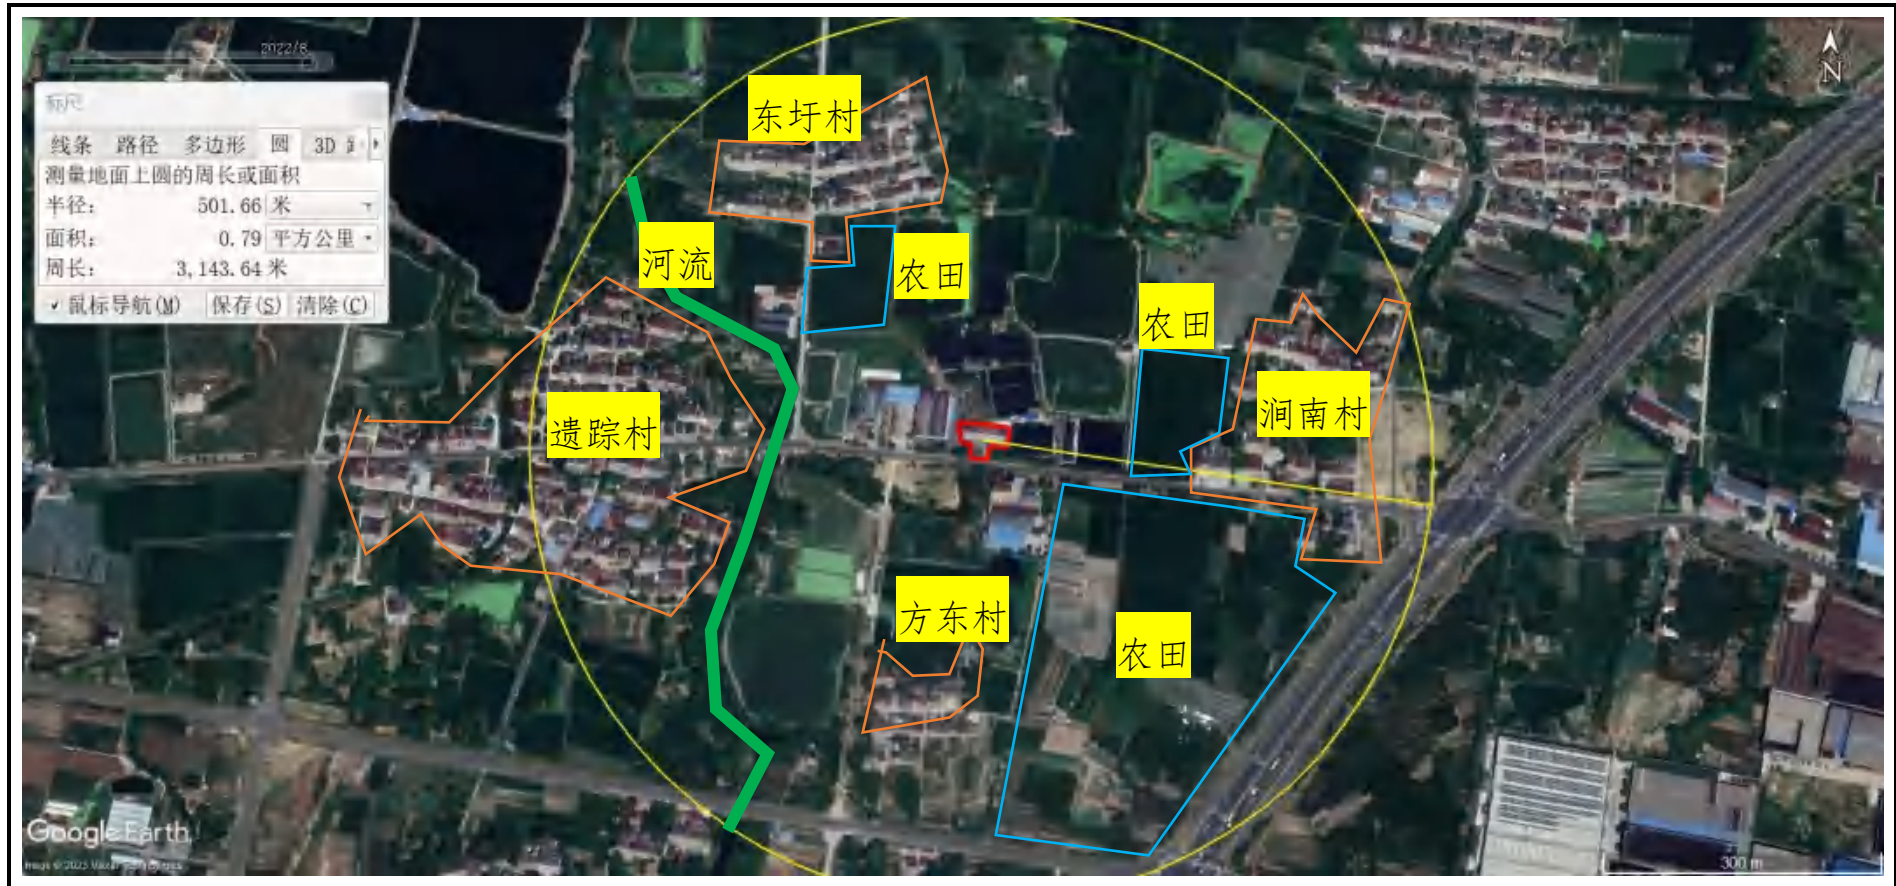 2022/8
标尺
线条 路径 多边形 圆 3D
测量地面上圆的周长或面积
半径： 501.66 米
面积： 0.79 平方公里
周长： 3,143.64 米
鼠标导航(M) 保存(S) 清除(C)
N
东圩村
河流
农田
农田
遗踪村
涧南村
方东村
农田
Google Earth
300 m